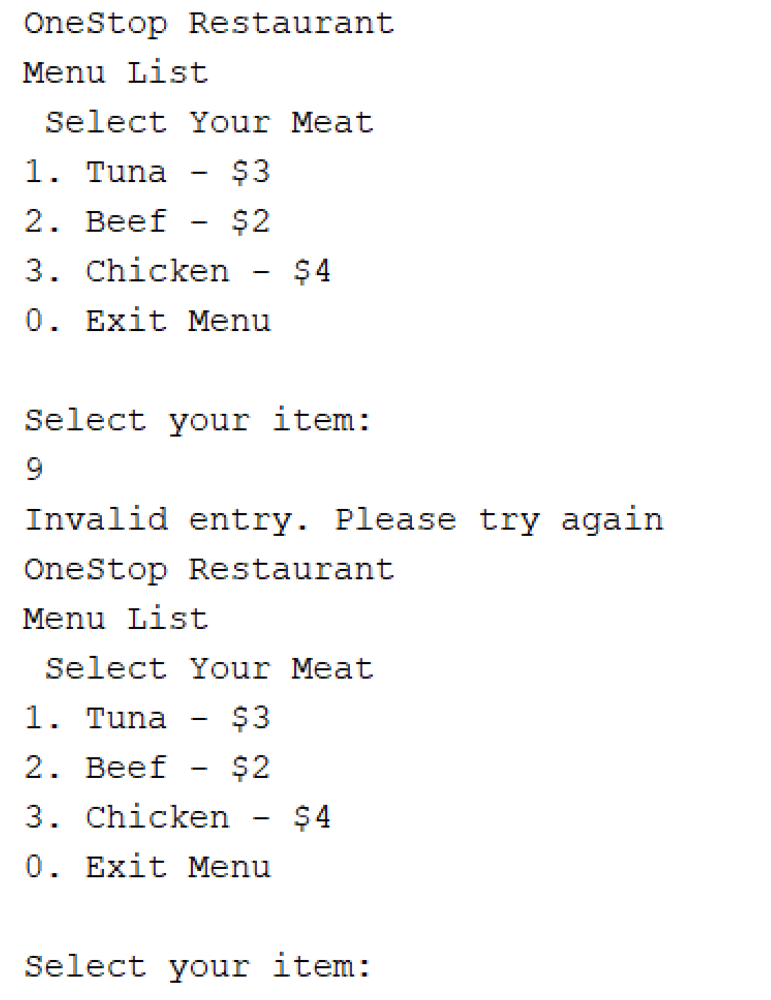 OneStop Restaurant
Menu List
 Select Your Meat
1. Tuna - $3
2. Beef - $2
3. Chicken - $4
0. Exit Menu

Select your item:
9
Invalid entry. Please try again
OneStop Restaurant
Menu List
 Select Your Meat
1. Tuna - $3
2. Beef - $2
3. Chicken - $4
0. Exit Menu

Select your item: